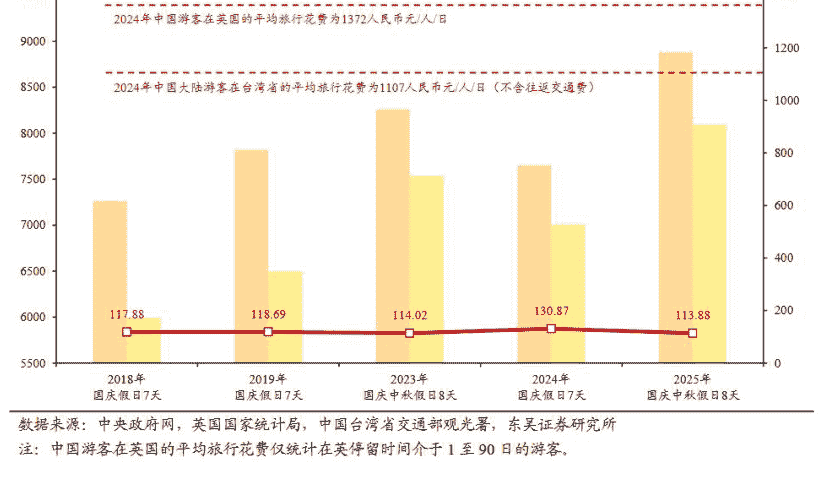 2024年中国游客在英国的平均旅行花费为1372人民币元/人/日
9000
1200
8500
2024年中国大陆游客在台湾省的平均旅行花费为1107人民币元/人/日（不含往返交通费）
1000
8000
800
7500
600
7000
400
6500
200
6000
117.88
118.69
114.02
130.87
113.88
5500
0
2018年
国庆假日7天
2019年
国庆假日7天
2023年
国庆中秋假日8天
2024年
国庆假日7天
2025年
国庆中秋假日8天
数据来源：中央政府网，英国国家统计局，中国台湾省交通部观光署，东吴证券研究所
注：中国游客在英国的平均旅行花费仅统计在英停留时间介于 1 至 90 日的游客。